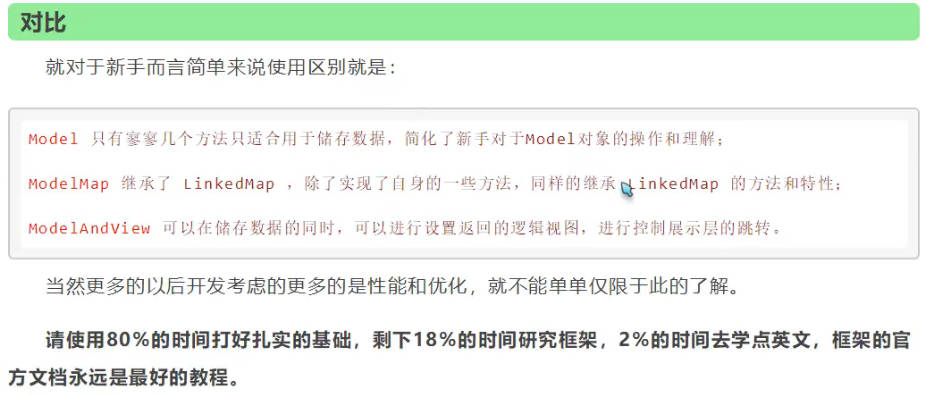 对比
就对于新手而言简单来说使用区别就是：
Model 只有寥寥几个方法只适合用于储存数据，简化了新手对于Model对象的操作和理解；
ModelMap 继承了 LinkedMap ，除了实现了自身的一些方法，同样的继承 LinkedMap 的方法和特性；
ModelAndView 可以在储存数据的同时，可以进行设置返回的逻辑视图，进行控制展示层的跳转。
当然更多的以后开发考虑的更多的是性能和优化，就不能单单仅限于此的了解。
请使用80%的时间打好扎实的基础，剩下18%的时间研究框架，2%的时间去学点英文，框架的官
方文档永远是最好的教程。